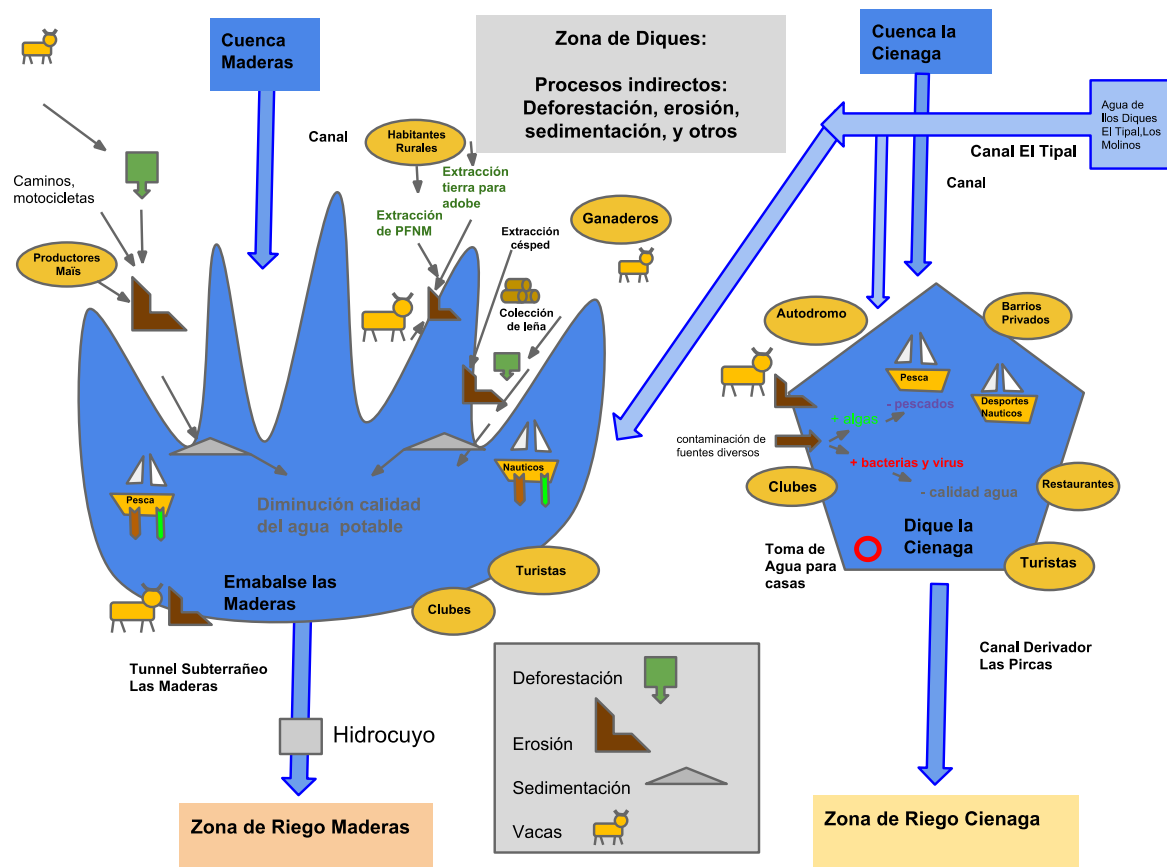 Cuenca
Maderas
Zona de Diques:
Procesos indirectos:
Deforestación, erosión,
sedimentación, y otros
Cuenca la
Cienaga
Agua de
llos Diques
El Tipal,Los
Molinos
Canal El Tipal
Canal
Canal
Habitantes
Rurales
Extracción
tierra para
adobe
Extracción
de PFNM
Caminos,
motocicletas
Productores
Maïs
Ganaderos
Extracción
césped
Colección
de leña
Autodromo
Barrios
Privados
Pesca
Desportes
Nauticos
- pescados
+ algas
contaminación de
fuentes diversos
+ bacterias y virus
- calidad agua
Clubes
Restaurantes
Dique la
Cienaga
Toma de
Agua para
casas
Turistas
Pesca
Nauticos
Diminución calidad
del agua potable
Emabalse las
Maderas
Turistas
Clubes
Tunnel Subterrañeo
Las Maderas
Hidrocuyo
Canal Derivador
Las Pircas
Deforestación
Erosión
Sedimentación
Vacas
Zona de Riego Maderas
Zona de Riego Cienaga